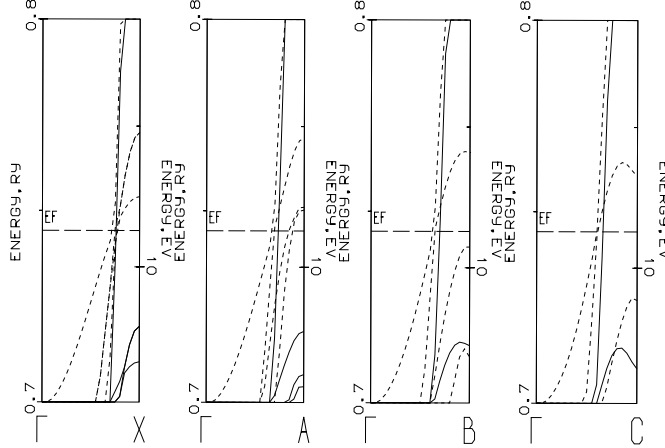 0.8
0.8
0.8
0.8
ENERGY,RY
EF
ENERGY,EV
10
ENERGY,RY
EF
ENERGY,EV
10
ENERGY,RY
EF
ENERGY,EV
10
ENERGY,RY
EF
ENERGY,EV
10
0.7
0.7
0.7
0.7
Γ X
Γ A
Γ B
Γ C